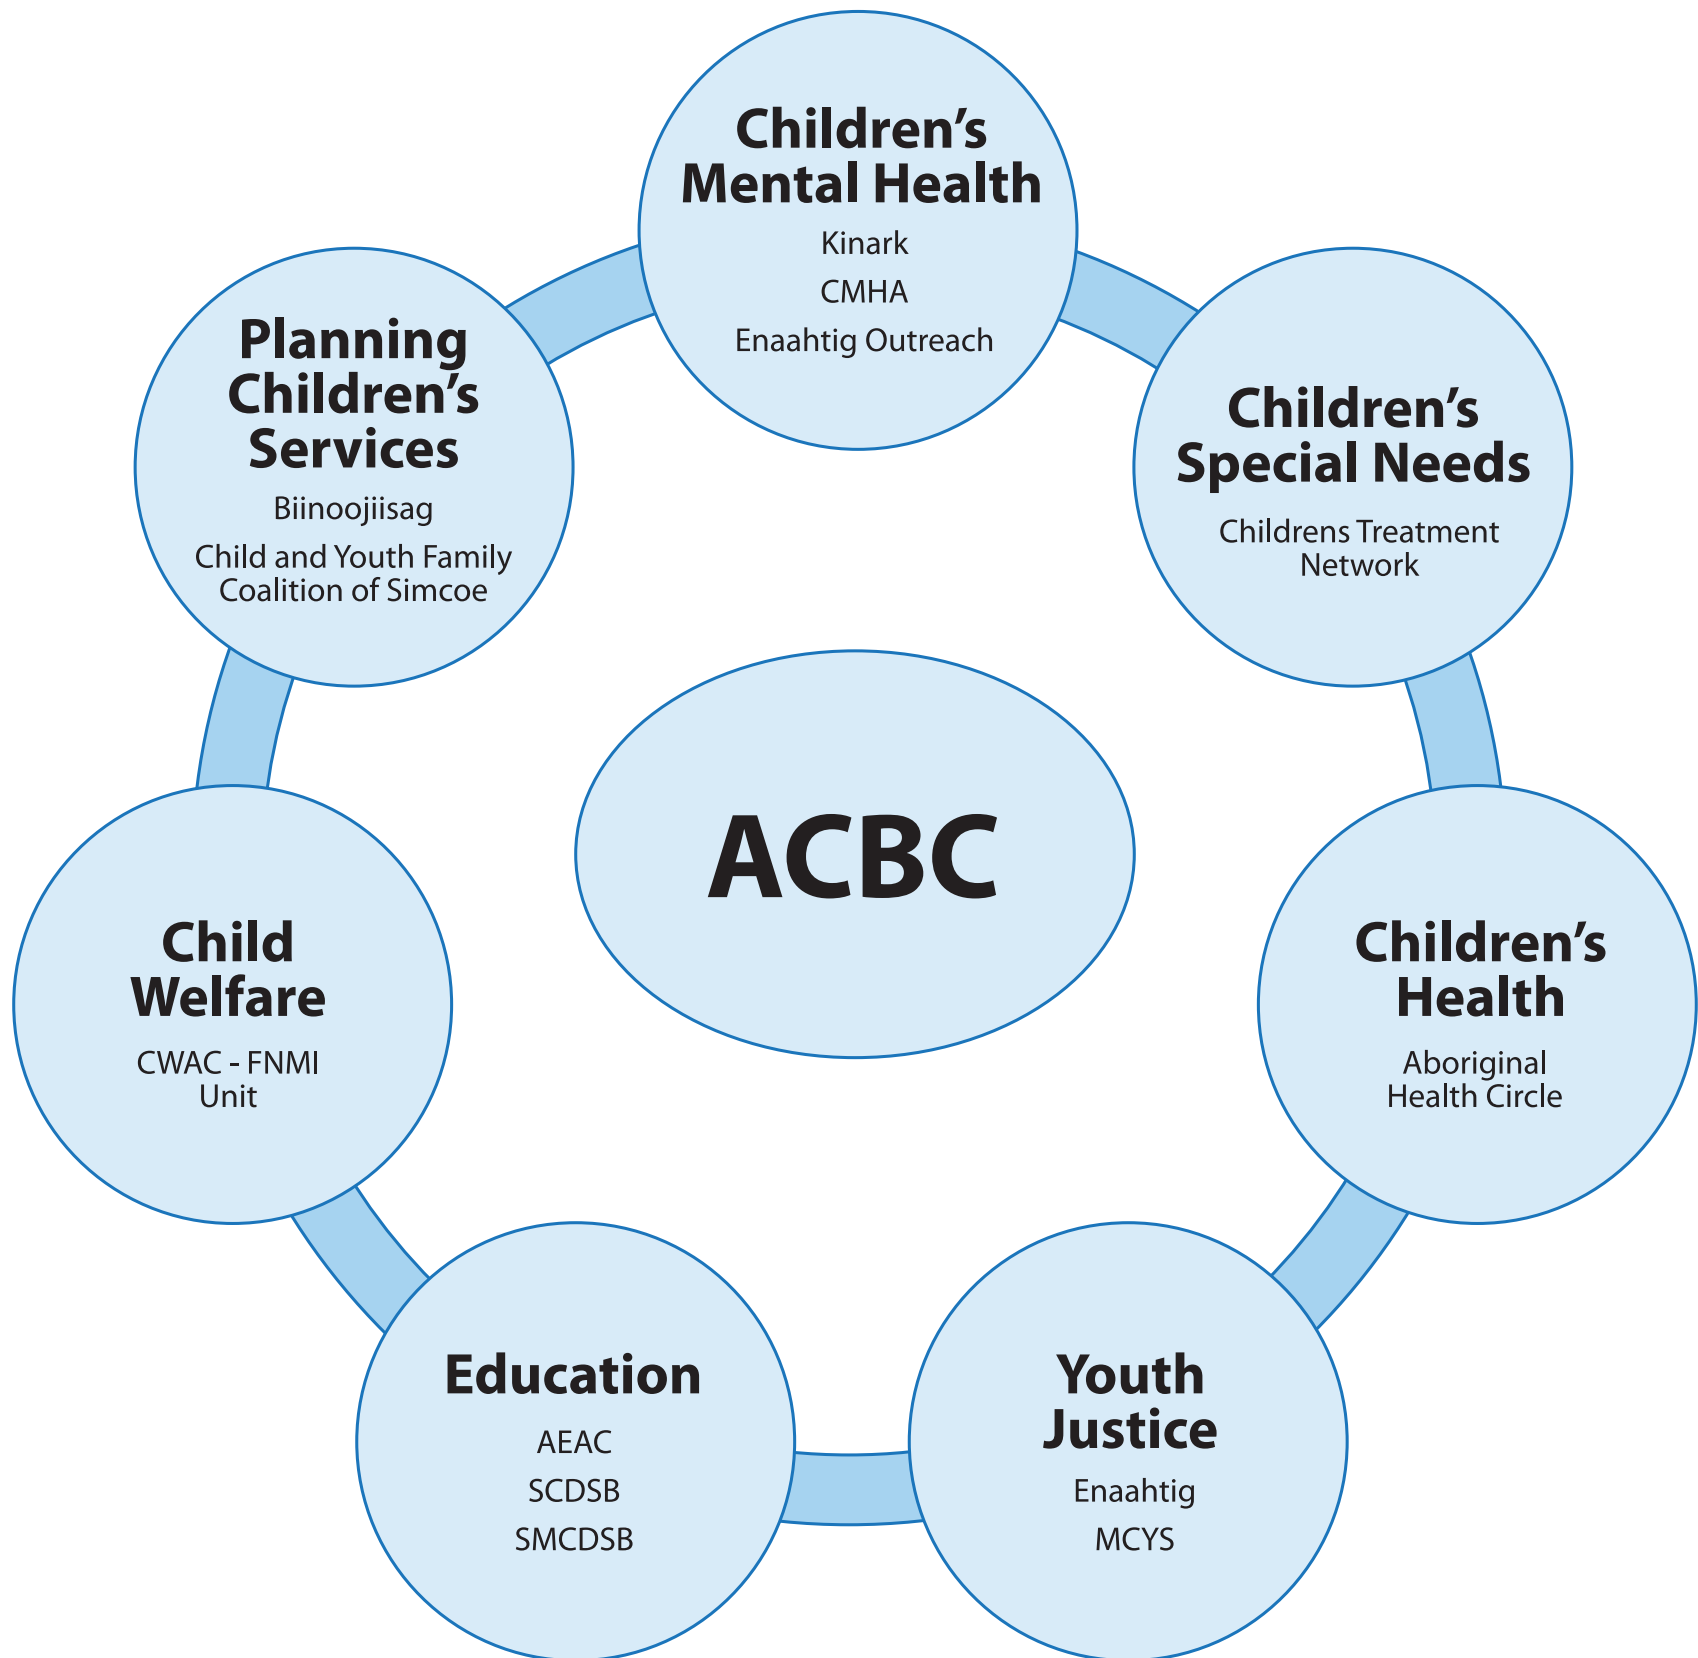 Children’s
Mental Health
Kinark
CMHA
Enaahtig Outreach
Children’s
Special Needs
Childrens Treatment
Network
Children’s
Health
Aboriginal
Health Circle
Youth
Justice
Enaahtig
MCYS
Education
AEAC
SCDSB
SMCDSB
Child
Welfare
CWAC - FNMI
Unit
Planning
Children’s
Services
Biinoojiisag
Child and Youth Family
Coalition of Simcoe
ACBC